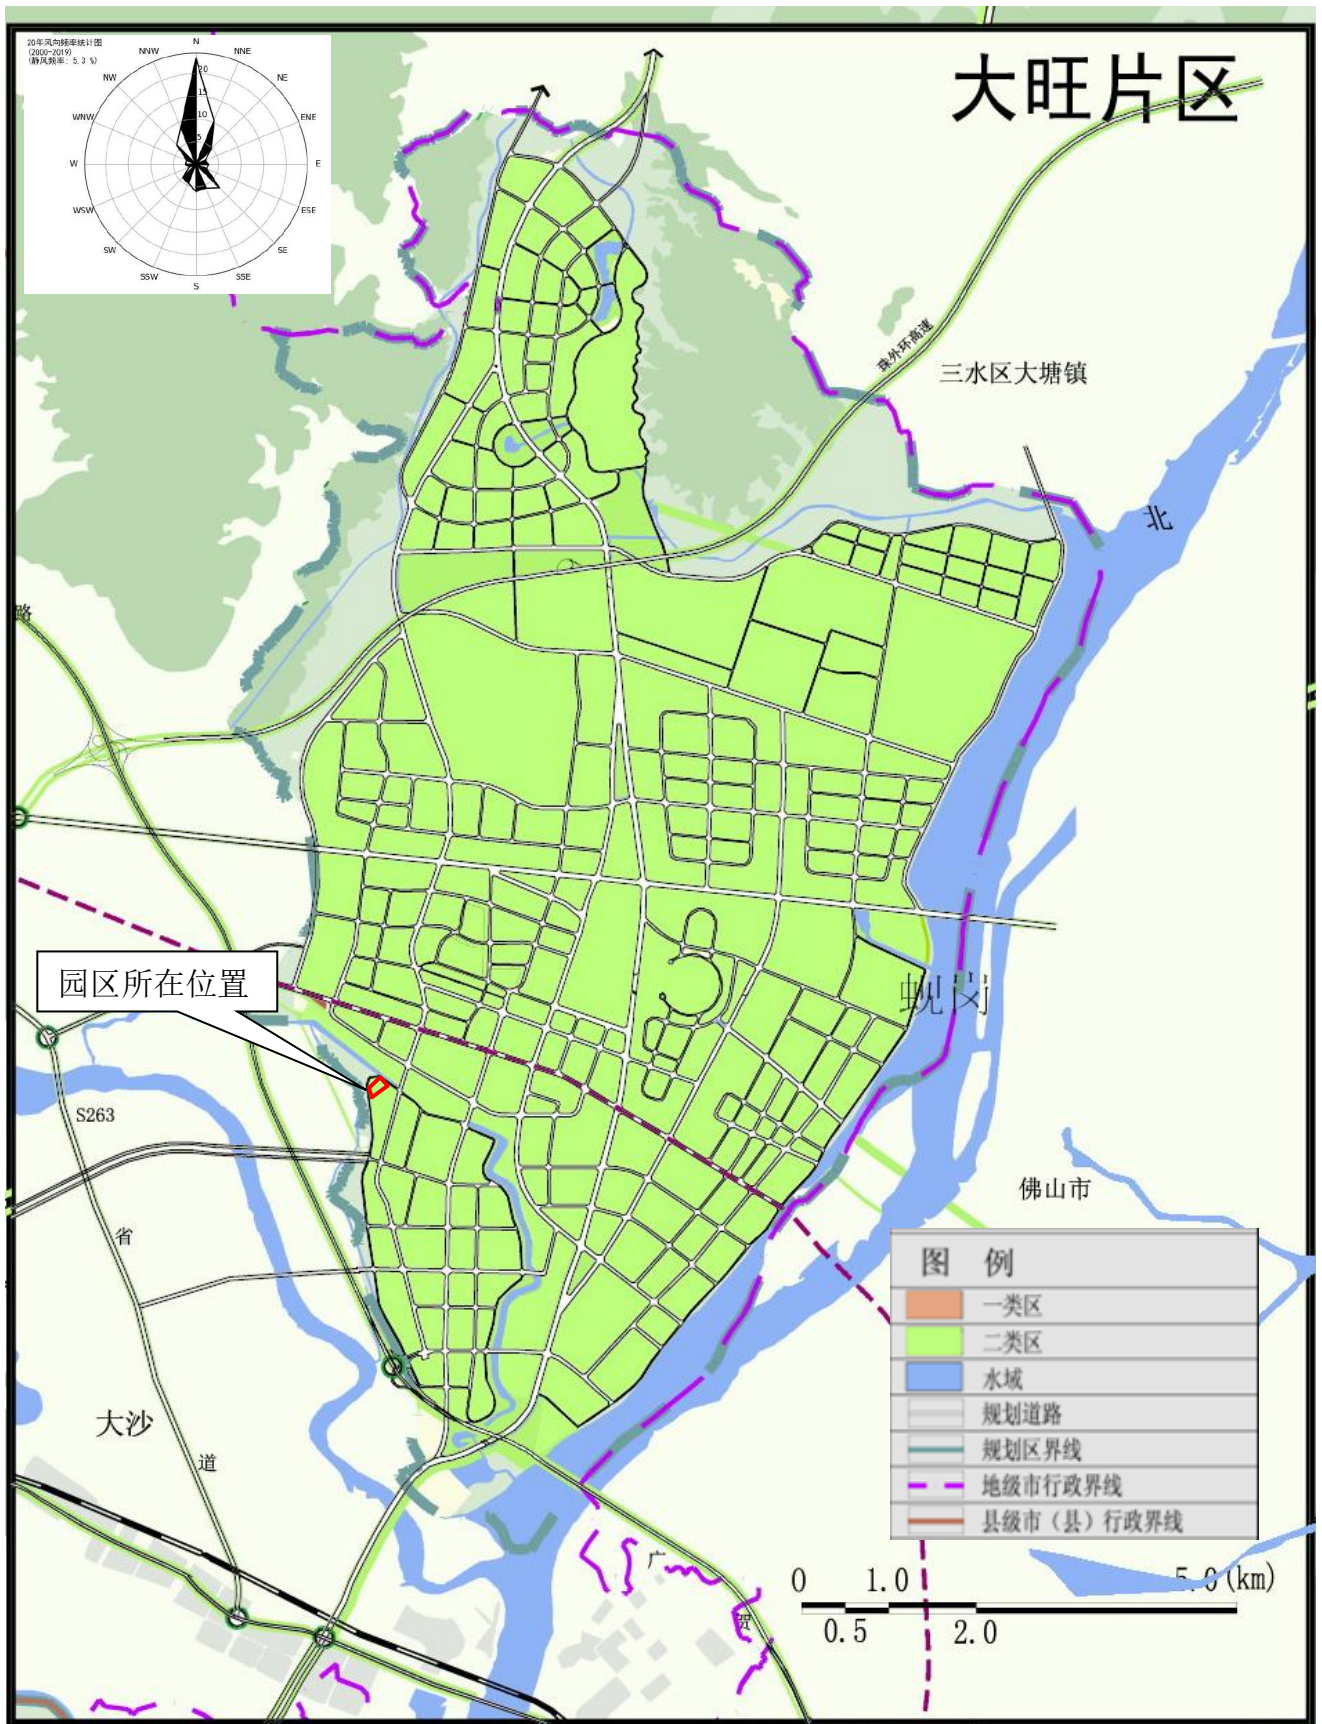 20年风向频率统计图
(2000-2019)
(静风频率: 5.3 %)
N
NNE
NE
ENE
E
ESE
SE
SSE
S
SSW
SW
WSW
W
WNW
NW
NNW
20
15
10
5
大旺片区
珠外环高速
三水区大塘镇
北
路
园区所在位置
蚬岗
S263
佛山市
省
道
大沙
广
贺
图 例
一类区
二类区
水域
规划道路
规划区界线
地级市行政界线
县级市（县）行政界线
0 1.0 5.0(km)
0.5 2.0